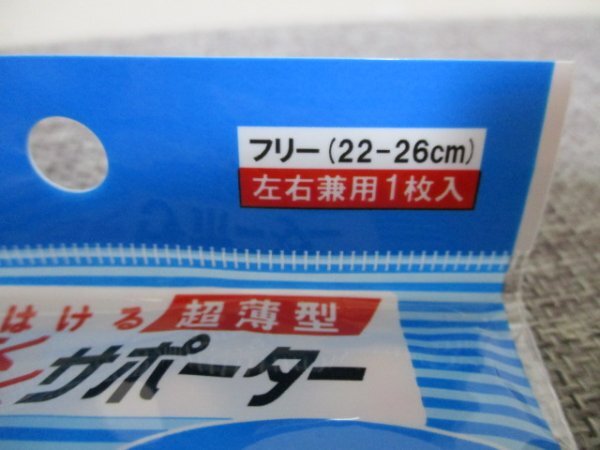 フリー(22-26cm)
左右兼用1枚入
はける 超薄型
サポーター